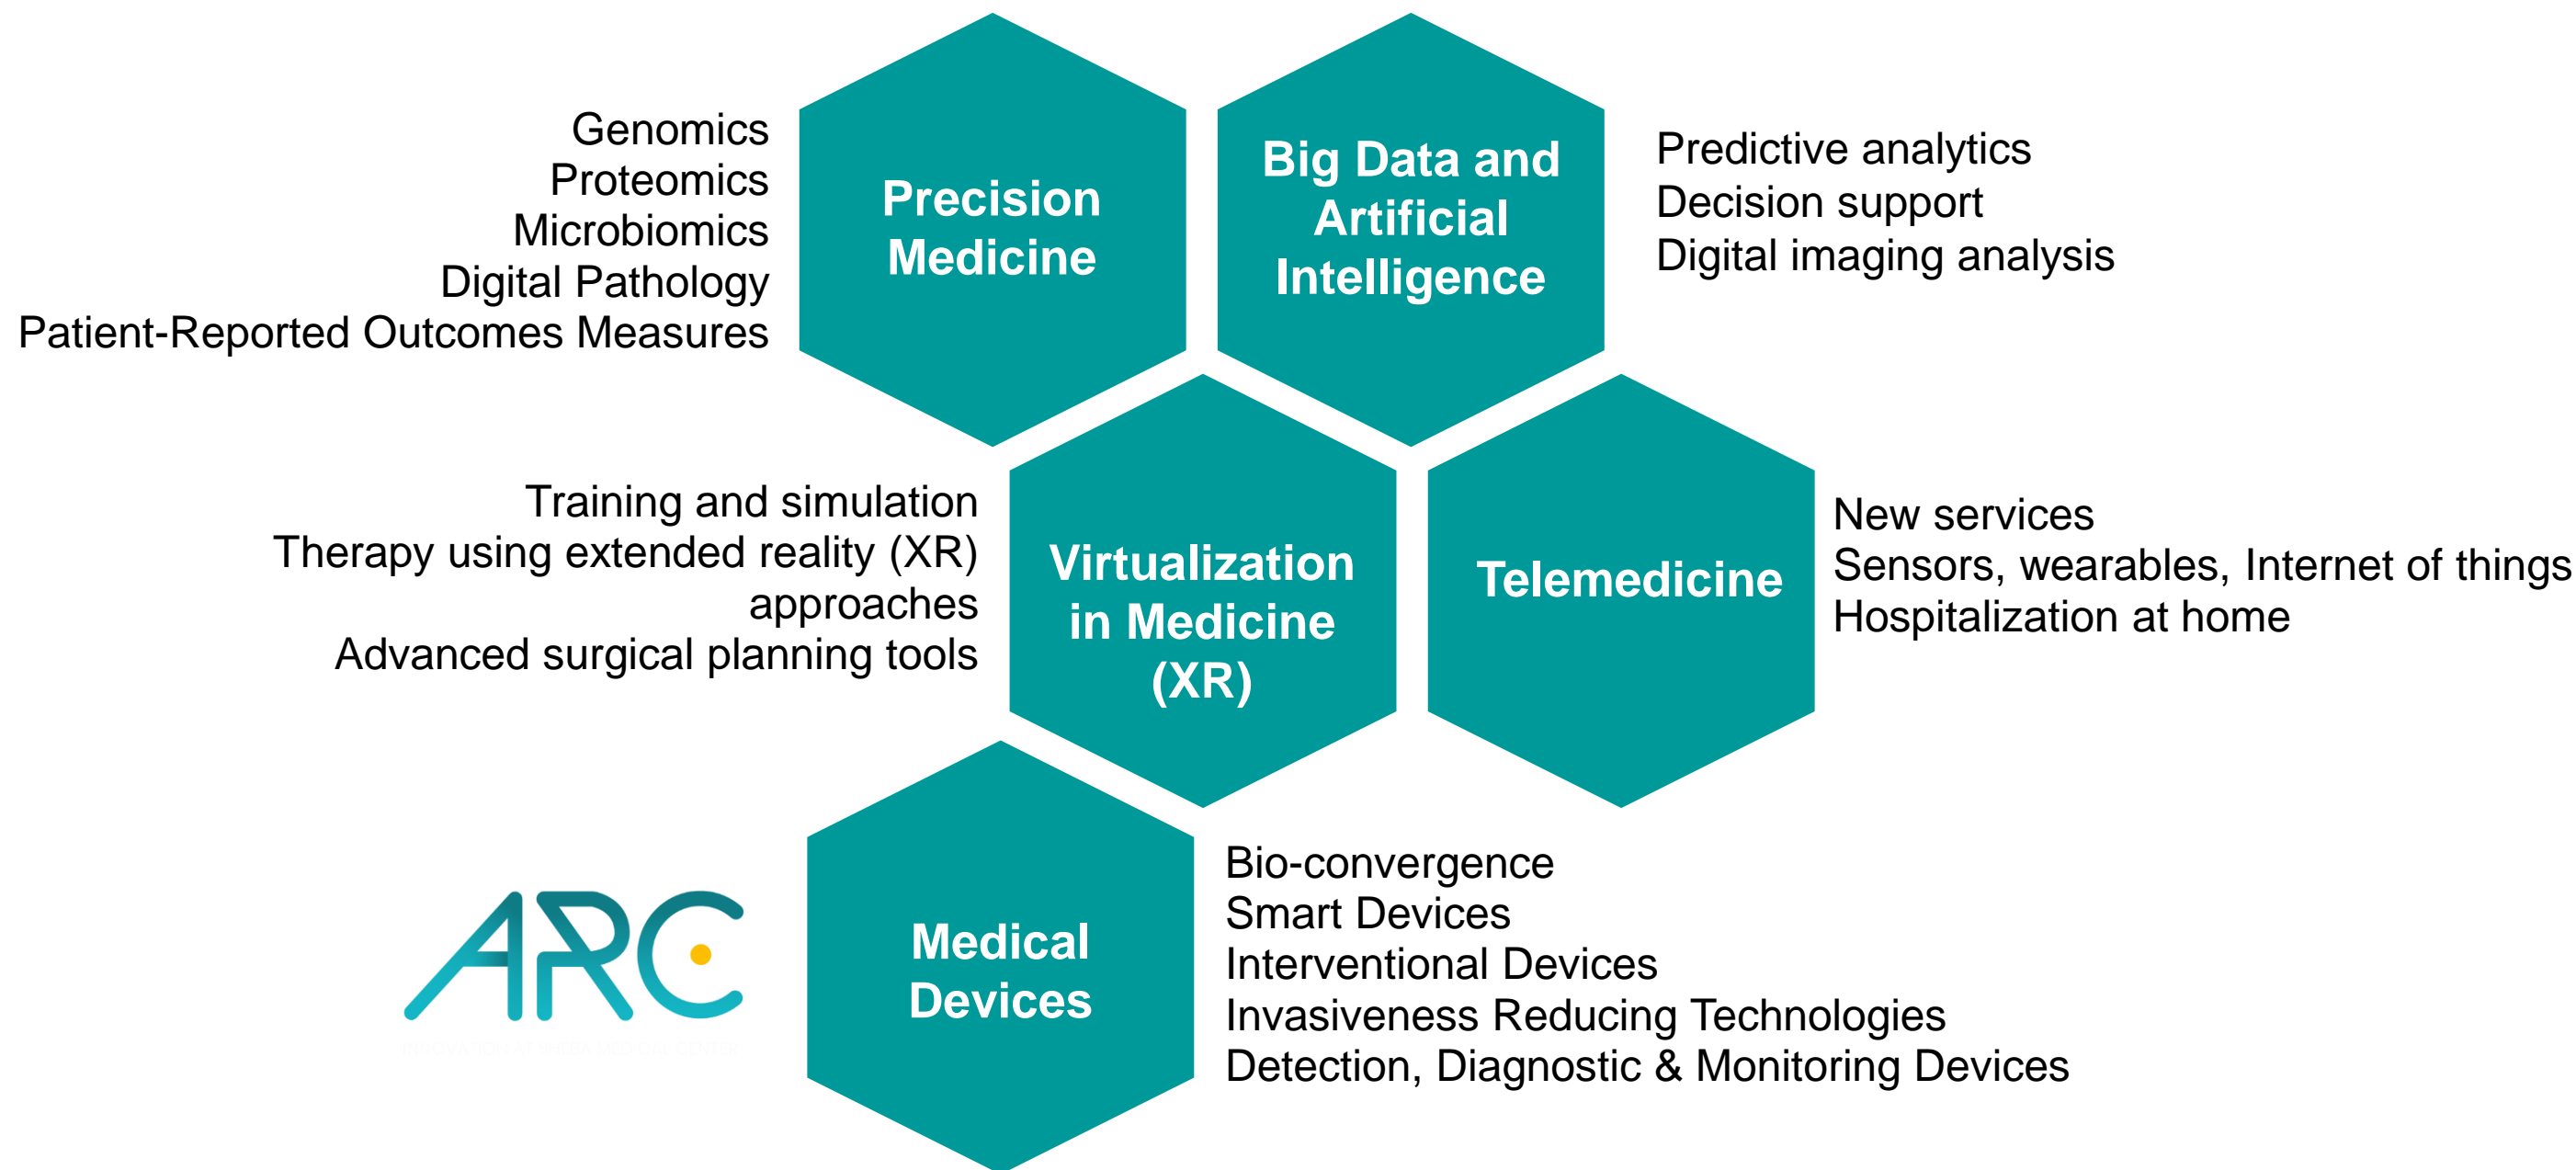 Genomics
Proteomics
Microbiomics
Digital Pathology
Patient-Reported Outcomes Measures
Precision
Medicine
Big Data and
Artificial
Intelligence
Predictive analytics
Decision support
Digital imaging analysis
Training and simulation
Therapy using extended reality (XR)
approaches
Advanced surgical planning tools
Virtualization
in Medicine
(XR)
Telemedicine
New services
Sensors, wearables, Internet of things
Hospitalization at home
ARC
Medical
Devices
Bio-convergence
Smart Devices
Interventional Devices
Invasiveness Reducing Technologies
Detection, Diagnostic & Monitoring Devices